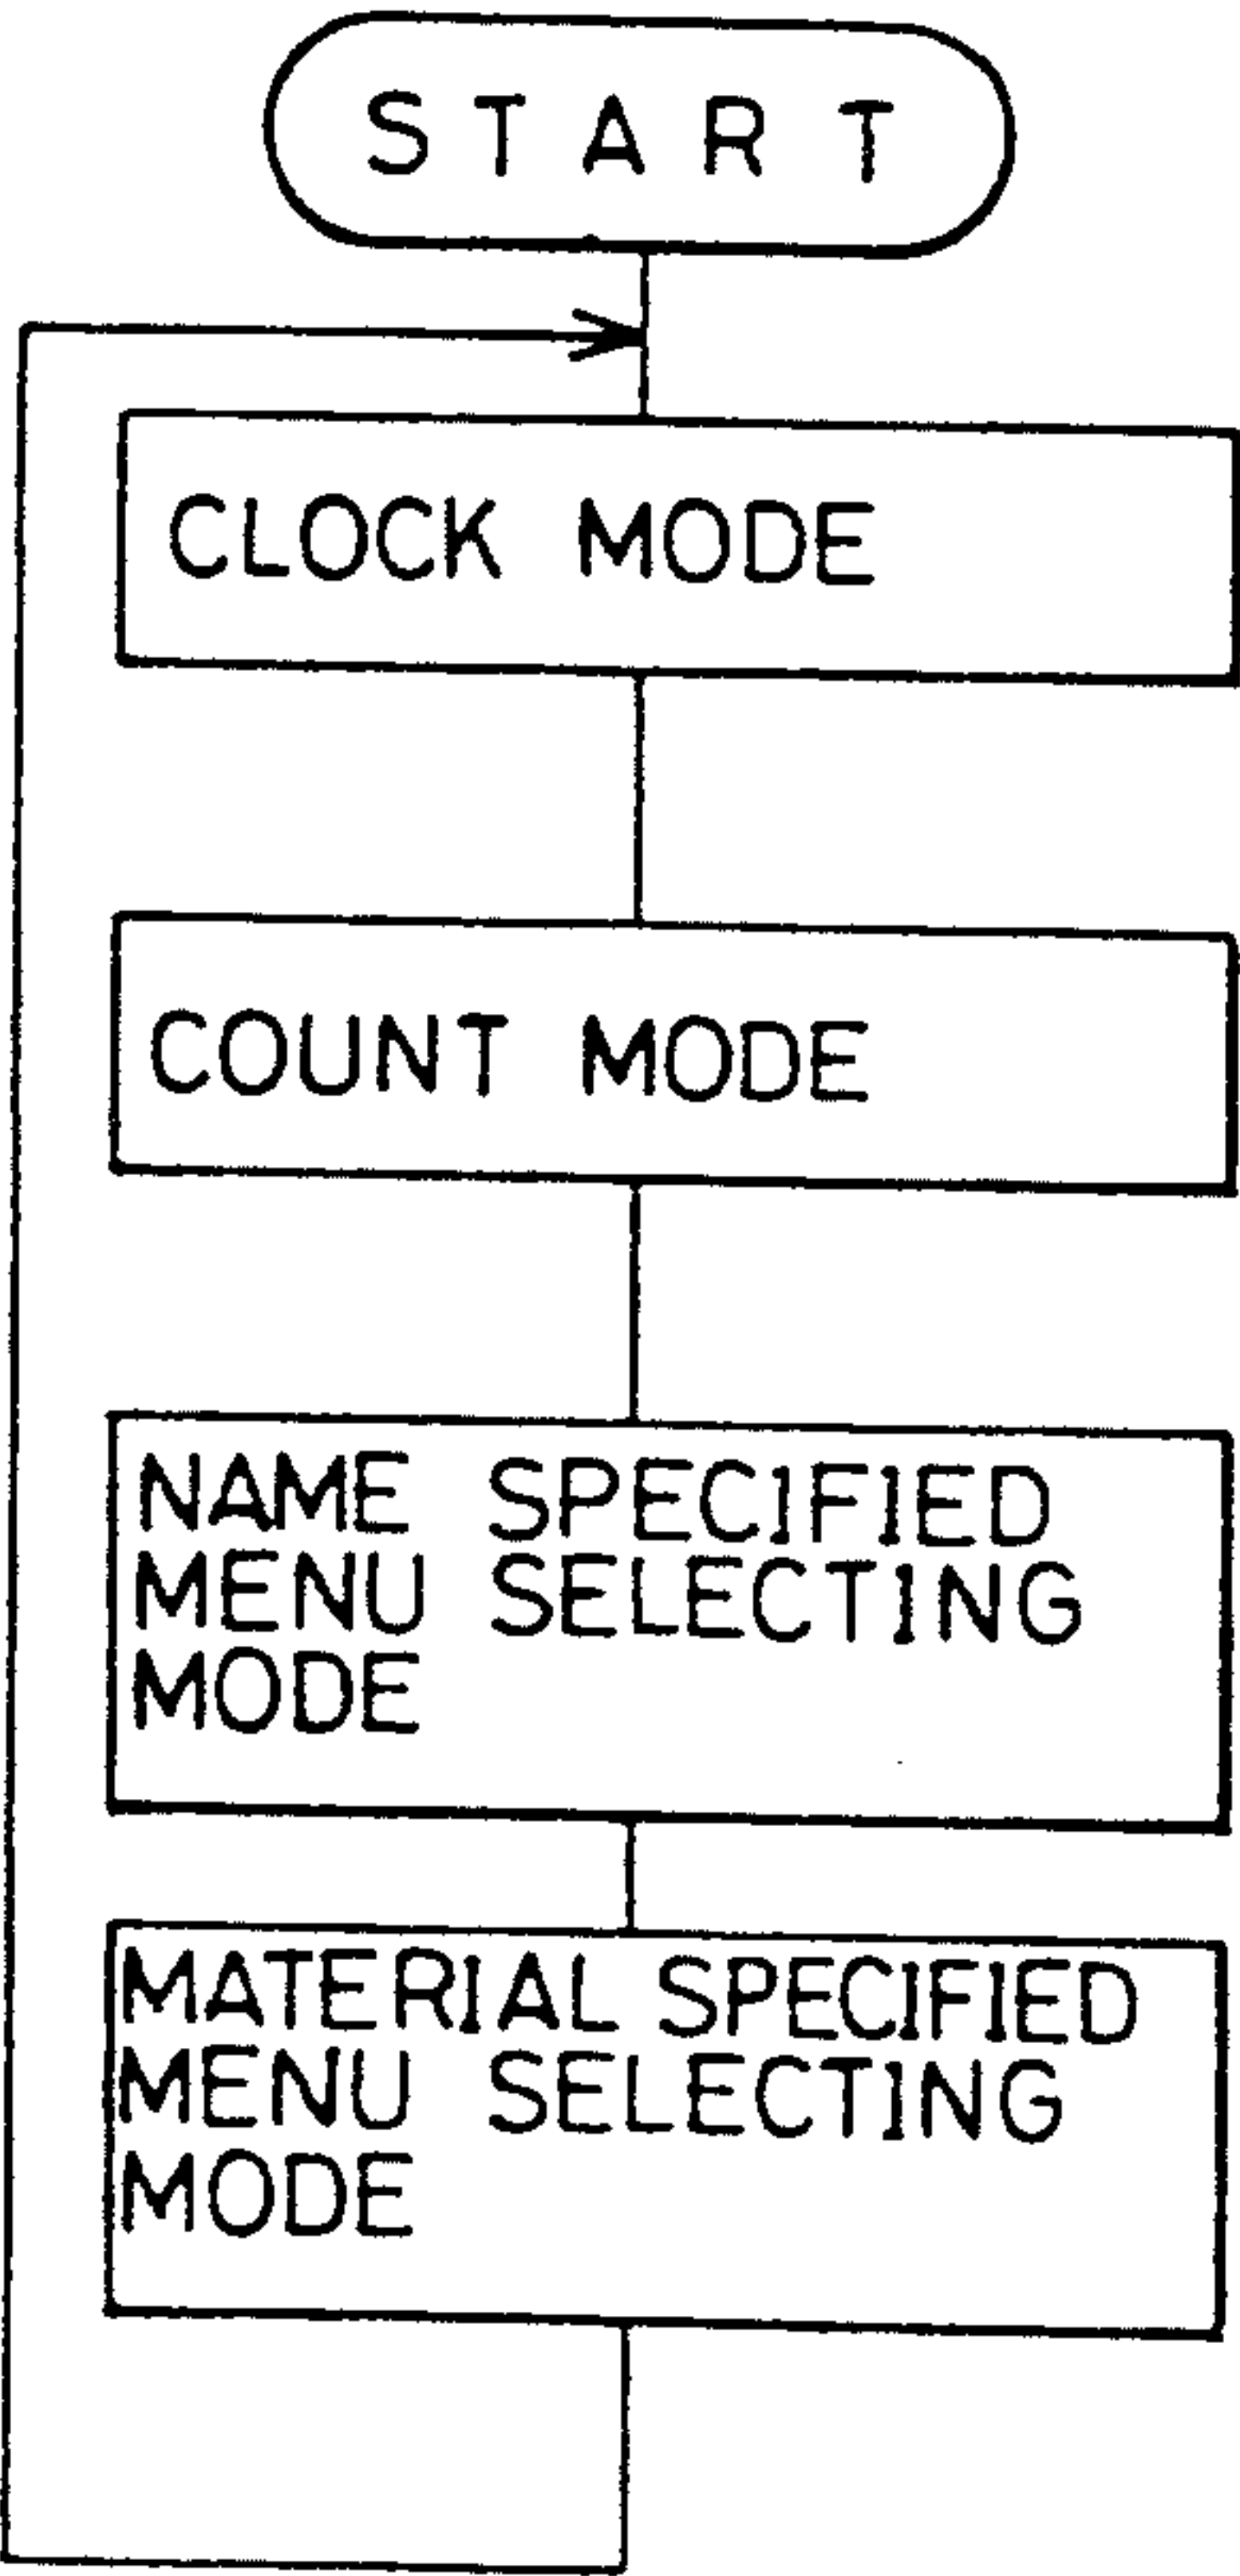 START
CLOCK MODE
COUNT MODE
NAME SPECIFIED
MENU SELECTING
MODE
MATERIAL SPECIFIED
MENU SELECTING
MODE